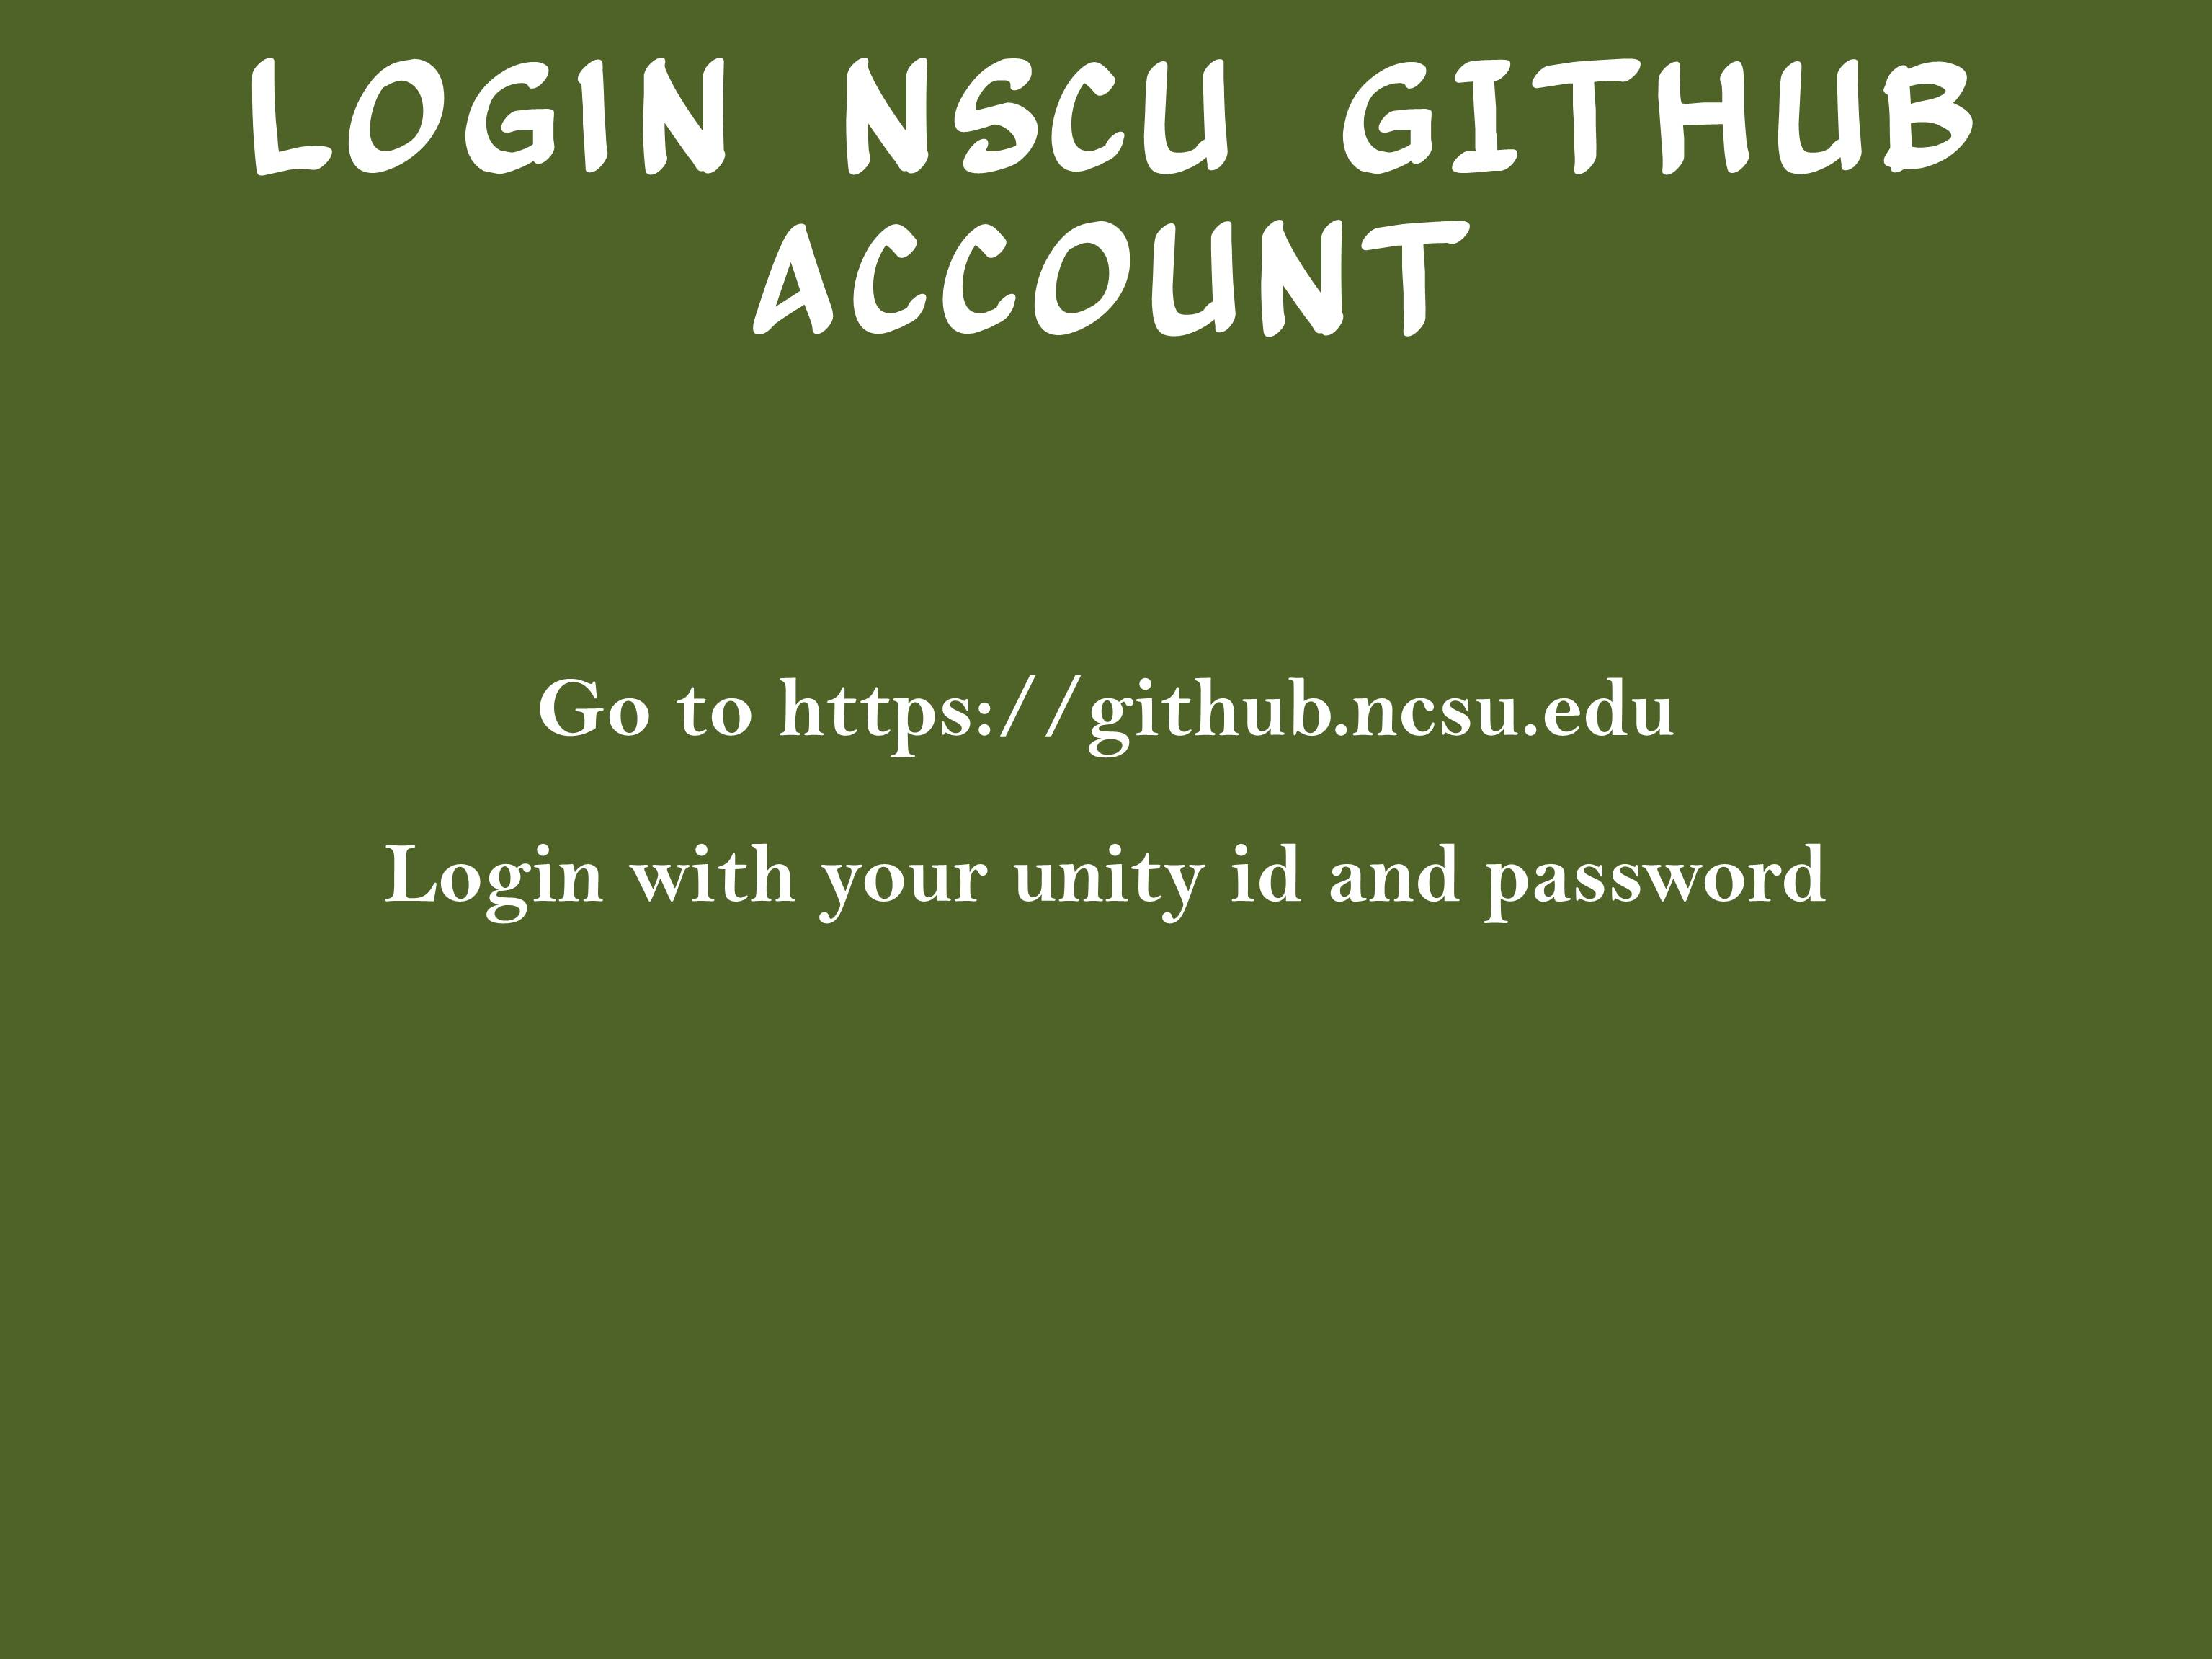 LOGIN NSCU GITHUB
ACCOUNT
Go to https://github.ncsu.edu
Login with your unity id and password